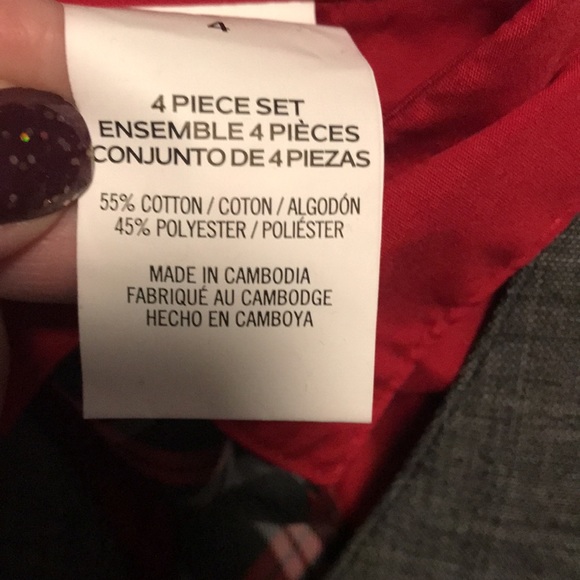 4
4 PIECE SET
ENSEMBLE 4 PIÈCES
CONJUNTO DE 4 PIEZAS
55% COTTON / COTON / ALGODÓN
45% POLYESTER / POLIÉSTER
MADE IN CAMBODIA
FABRIQUÉ AU CAMBODGE
HECHO EN CAMBOYA